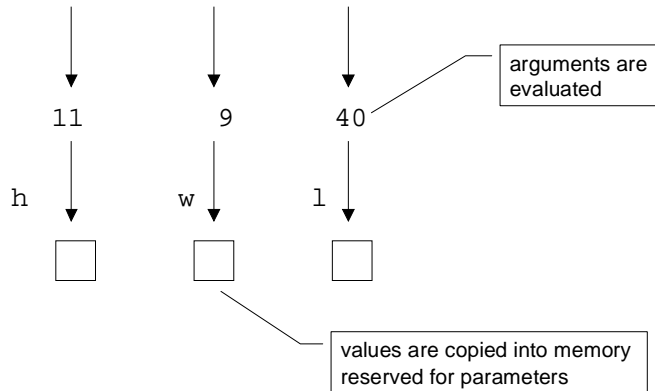 arguments are
evaluated
11 9 40
h w l
values are copied into memory
reserved for parameters